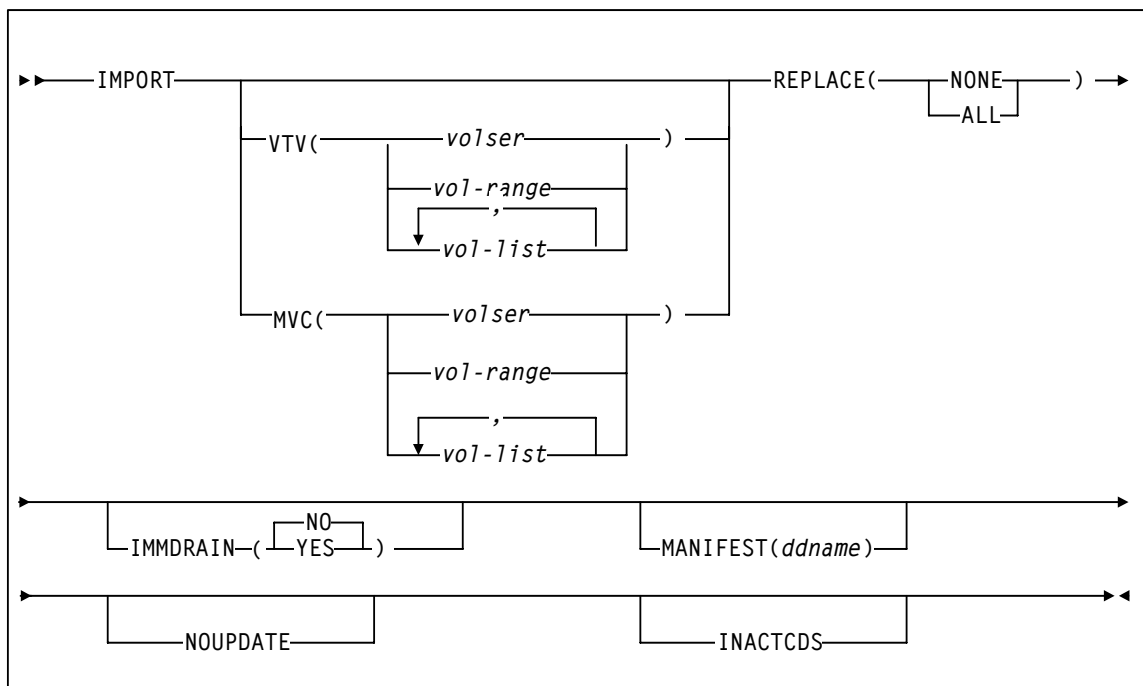 IMPORT REPLACE( NONE )
ALL
VTV( volser )
vol-range
,
vol-list
MVC( volser )
vol-range
,
vol-list
NO
IMMDRAIN ( YES ) MANIFEST(ddname)
NOUPDATE INACTCDS